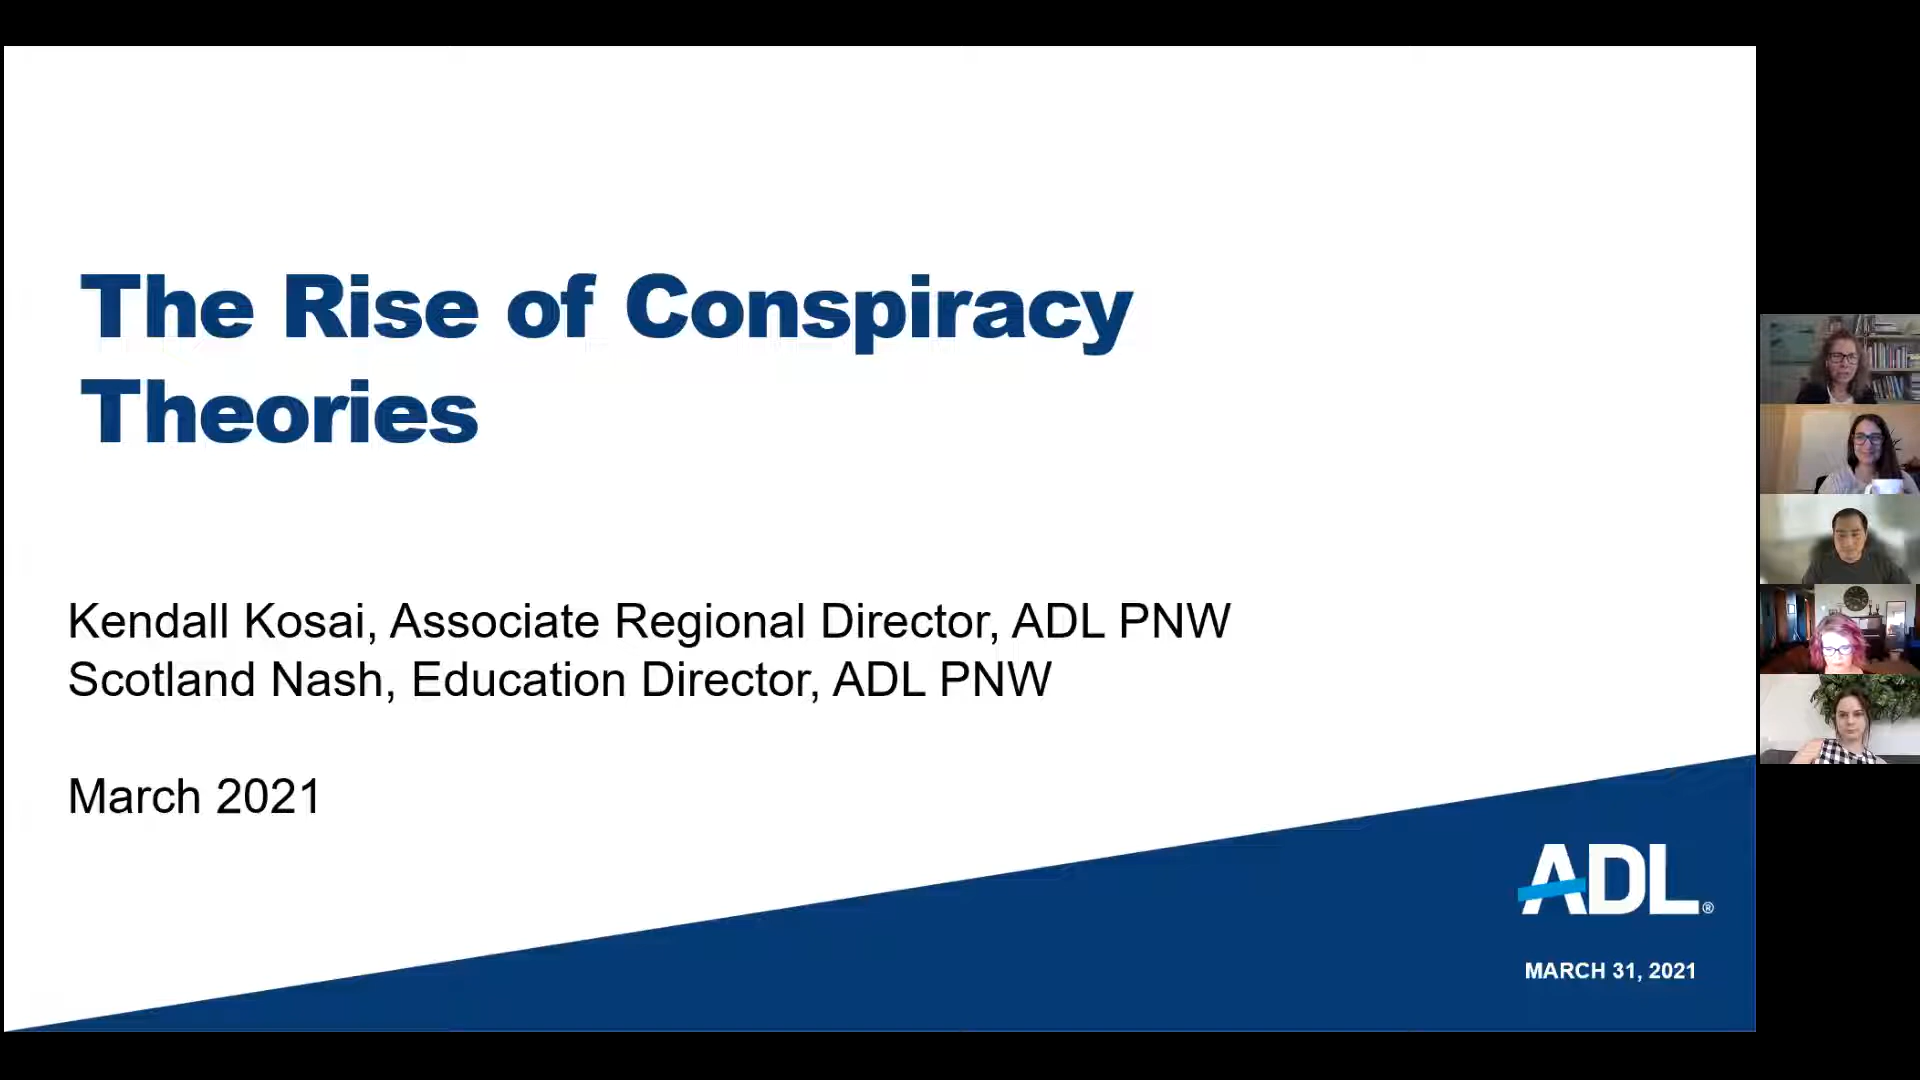 The Rise of Conspiracy
Theories
Kendall Kosai, Associate Regional Director, ADL PNW
Scotland Nash, Education Director, ADL PNW
March 2021
ADL®
MARCH 31, 2021